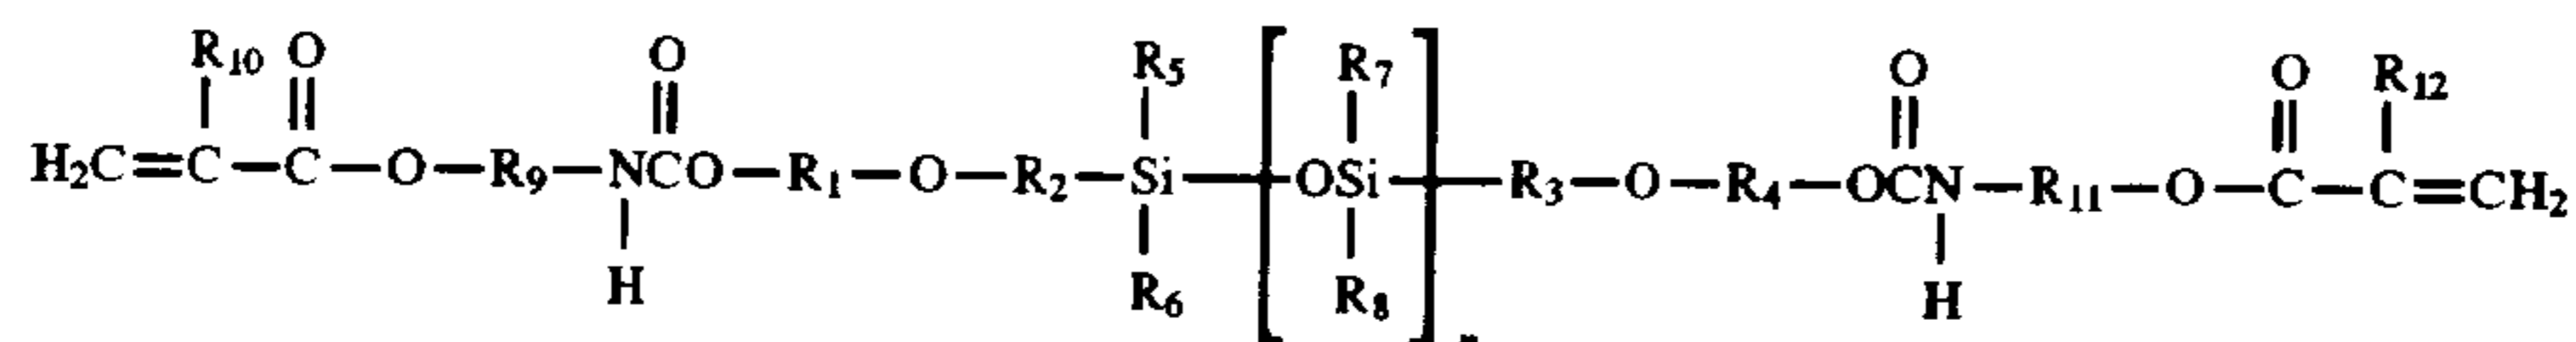 R10 O O R5 R7 O O R12
H2C=C—C—O—R9—NCO—R1—O—R2—Si—[OSi]—R3—O—R4—OCN—R11—O—C—C=CH2
H R6 R8 H